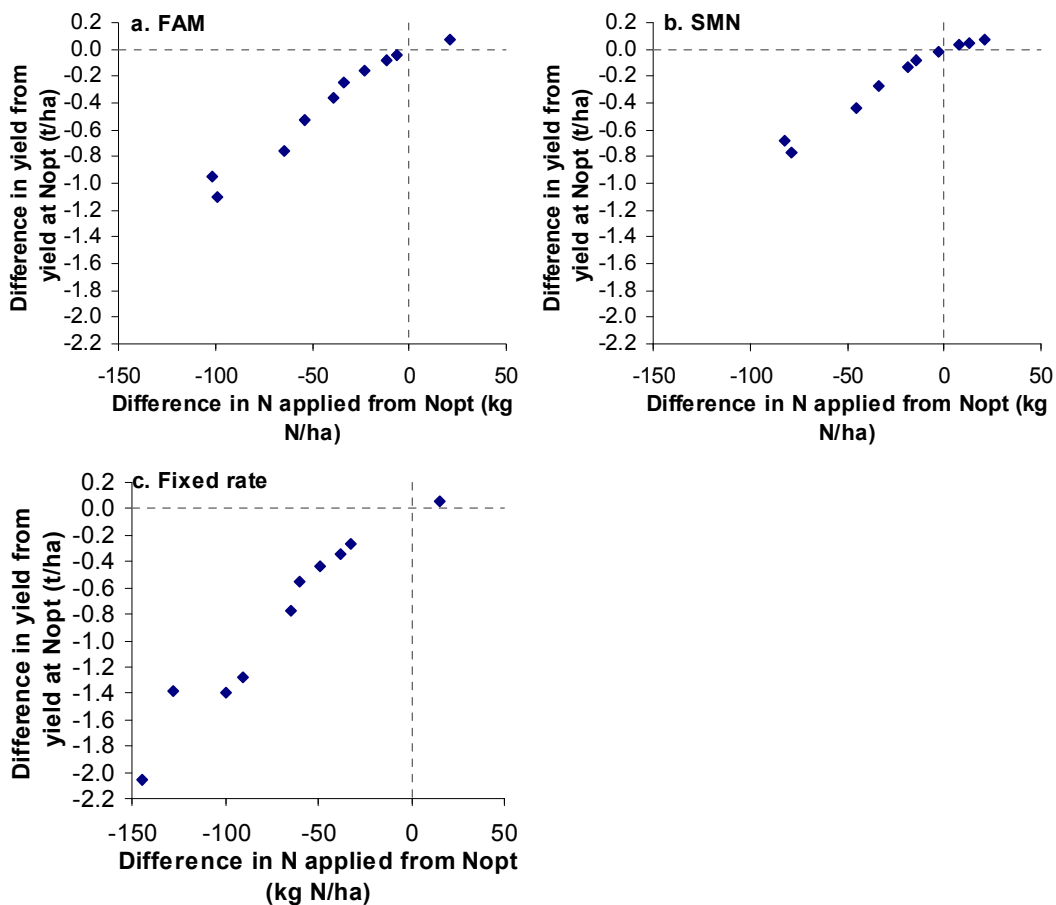 a. FAM
0.2
0.0
-0.2
-0.4
-0.6
-0.8
-1.0
-1.2
-1.4
-1.6
-1.8
-2.0
-2.2
Difference in yield from
yield at Nopt (t/ha)
-150 -100 -50 0 50
Difference in N applied from Nopt (kg
N/ha)
b. SMN
0.2
0.0
-0.2
-0.4
-0.6
-0.8
-1.0
-1.2
-1.4
-1.6
-1.8
-2.0
-2.2
Difference in yield from
yield at Nopt (t/ha)
-150 -100 -50 0 50
Difference in N applied from Nopt (kg
N/ha)
c. Fixed rate
0.2
0.0
-0.2
-0.4
-0.6
-0.8
-1.0
-1.2
-1.4
-1.6
-1.8
-2.0
-2.2
Difference in yield from
yield at Nopt (t/ha)
-150 -100 -50 0 50
Difference in N applied from Nopt
(kg N/ha)